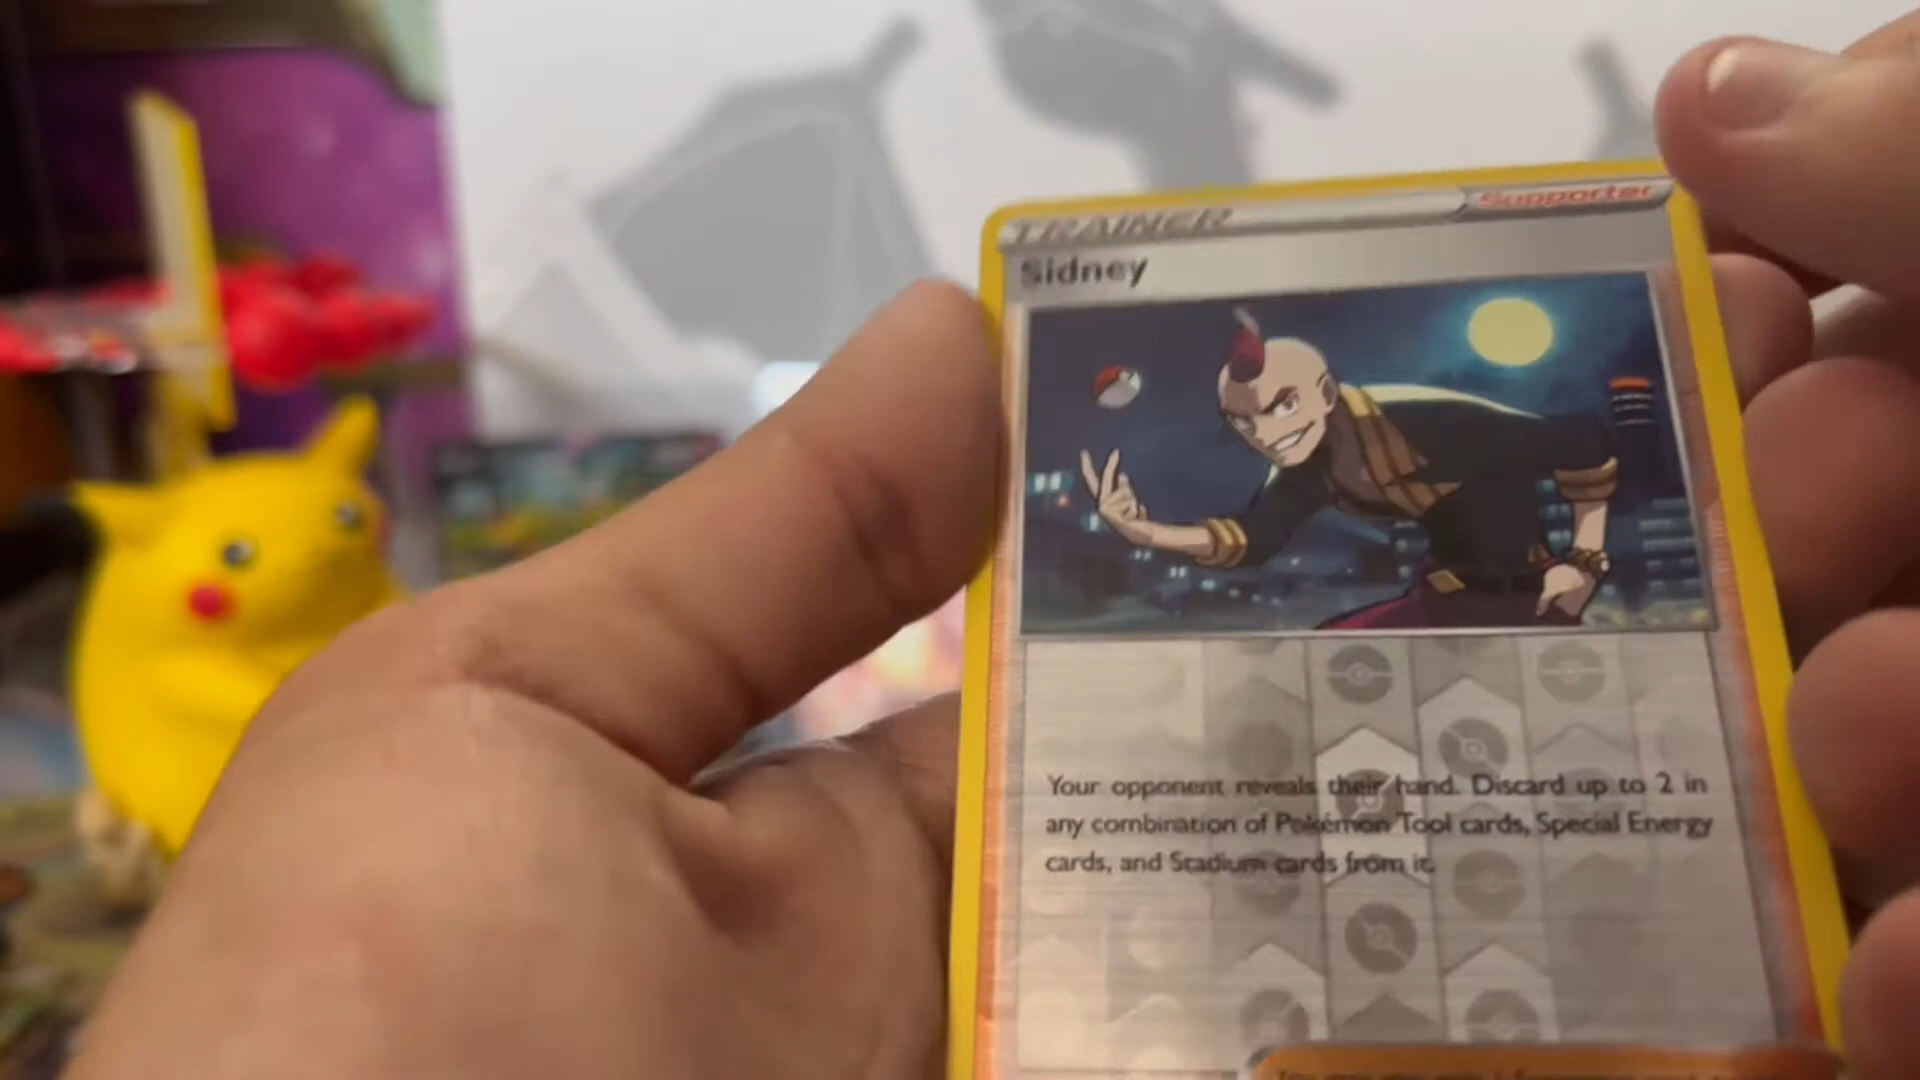 TRAINER
Supporter
Sidney
Your opponent reveals their hand. Discard up to 2 in
any combination of Pokémon Tool cards, Special Energy
cards, and Stadium cards from it.